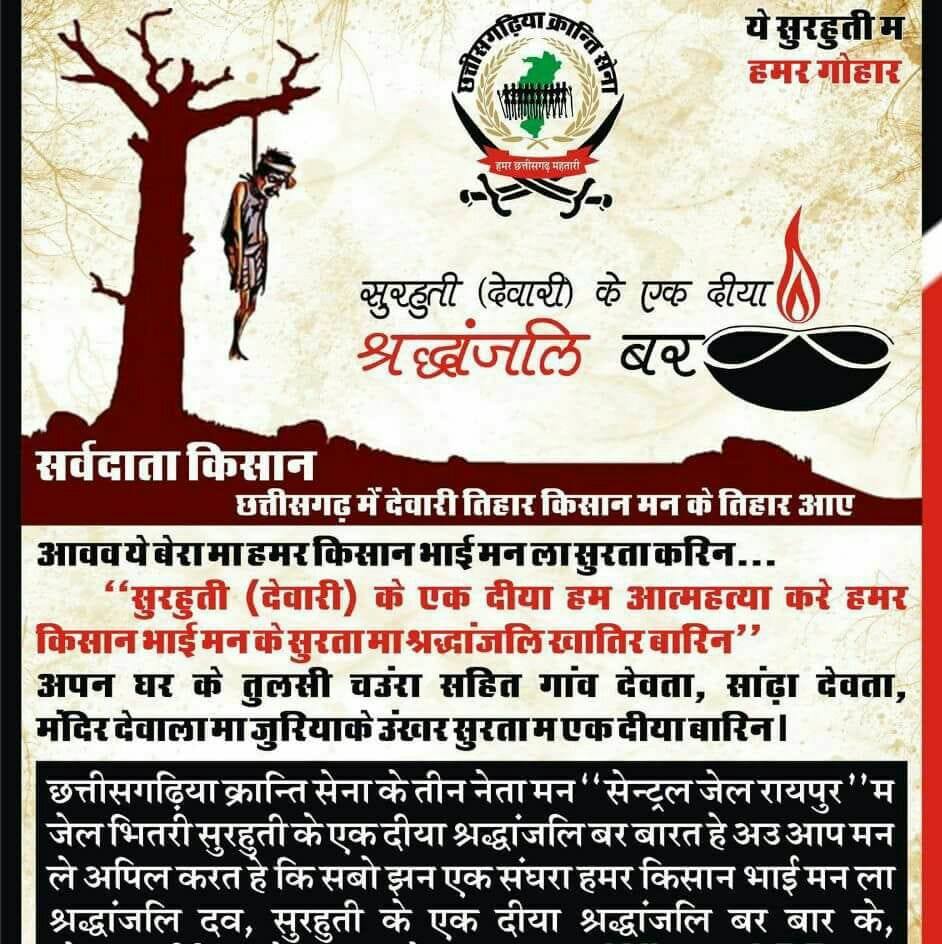 छत्तीसगढ़िया क्रान्ति सेना
हमर छत्तीसगढ़ महतारी
ये सुरहुती म
हमर गोहार
सुरहुती (देवारी) के एक दीया
श्रद्धांजलि बर
सर्वदाता किसान
छत्तीसगढ़ में देवारी तिहार किसान मन के तिहार आए
आवव ये बेरा मा हमर किसान भाई मन ला सुरता करिन...
“सुरहुती (देवारी) के एक दीया हम आत्महत्या करे हमर
किसान भाई मन के सुरता मा श्रद्धांजलि खातिर बारिन”
अपन घर के तुलसी चउंरा सहित गांव देवता, सांढ़ा देवता,
मंदिर देवाला मा जुरियाके उंखर सुरता म एक दीया बारिन।
छत्तीसगढ़िया क्रान्ति सेना के तीन नेता मन “सेन्ट्रल जेल रायपुर” म
जेल भितरी सुरहुती के एक दीया श्रद्धांजलि बर बारत हे अउ आप मन
ले अपिल करत हे कि सबो झन एक संघरा हमर किसान भाई मन ला
श्रद्धांजलि दव, सुरहुती के एक दीया श्रद्धांजलि बर बार के,